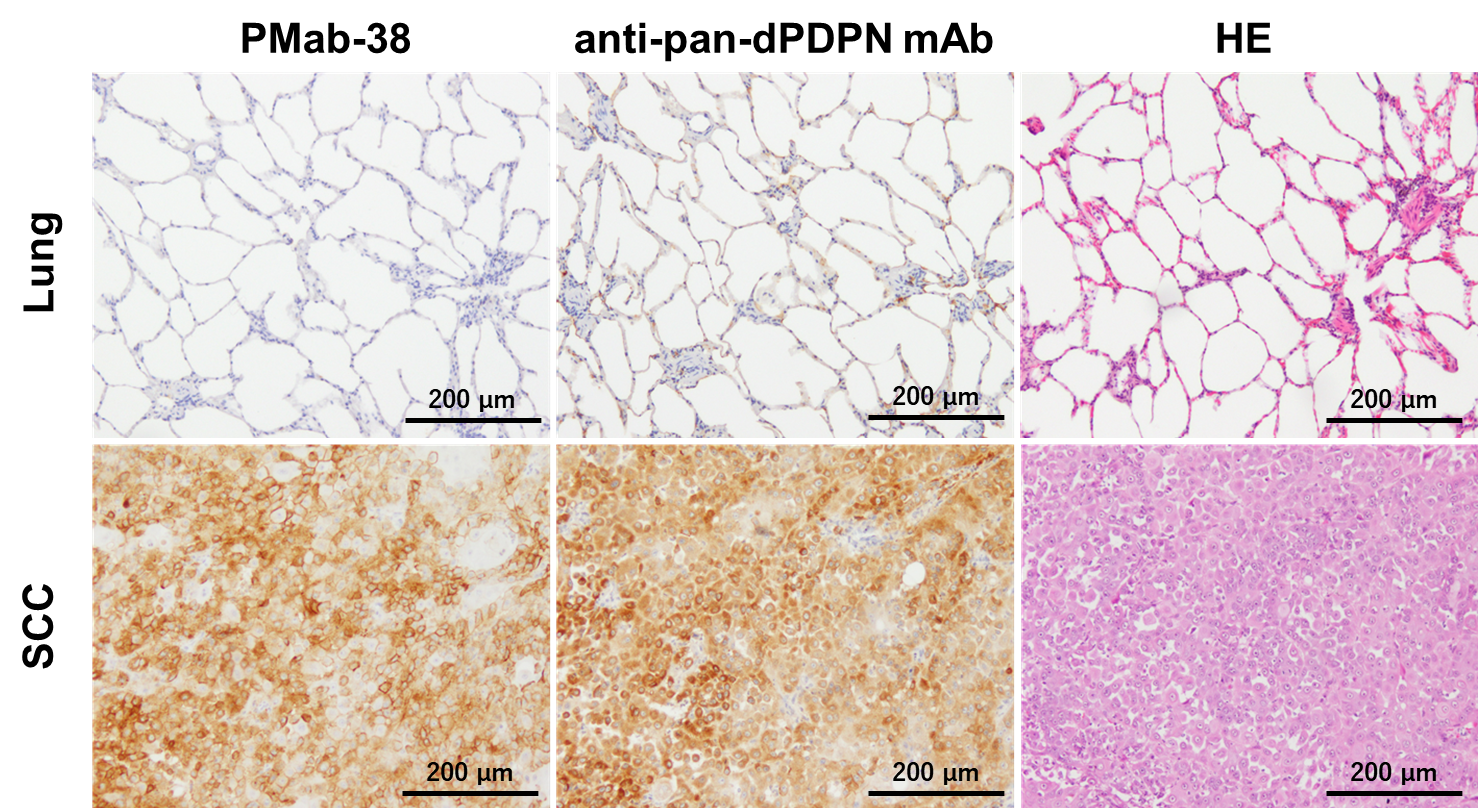 PMab-38
anti-pan-dPDPN mAb
HE
Lung
200 μm
200 μm
200 μm
SCC
200 μm
200 μm
200 μm